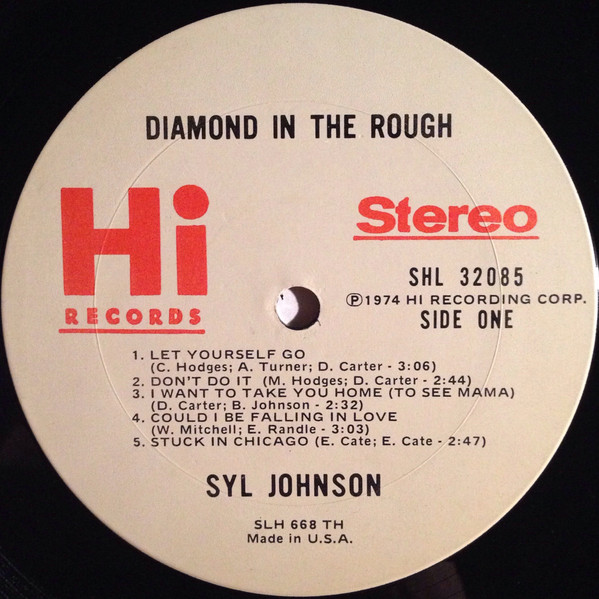 DIAMOND IN THE ROUGH
Hi
RECORDS
Stereo
SHL 32085
Ⓟ1974 HI RECORDING CORP.
SIDE ONE
1. LET YOURSELF GO
(C. Hodges; A. Turner; D. Carter - 3:06)
2. DON'T DO IT (M. Hodges; D. Carter - 2:44)
3. I WANT TO TAKE YOU HOME (TO SEE MAMA)
(D. Carter; B. Johnson - 2:32)
4. COULD I BE FALLING IN LOVE
(W. Mitchell; E. Randle - 3:03)
5. STUCK IN CHICAGO (E. Cate; E. Cate - 2:47)
SYL JOHNSON
SLH 668 TH
Made in U.S.A.